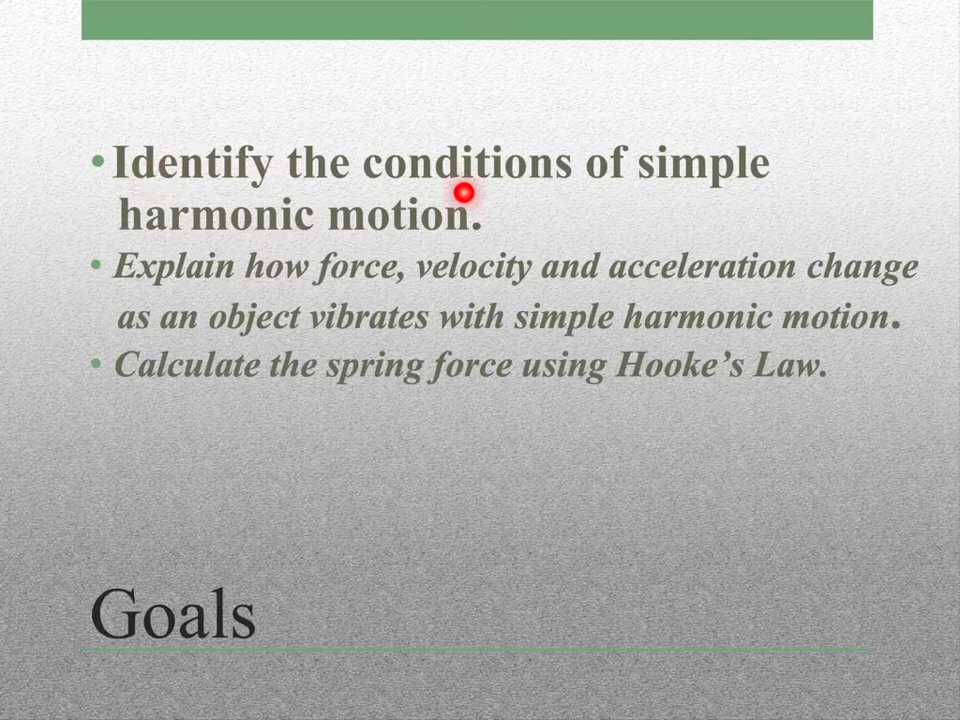 • Identify the conditions of simple
harmonic motion.
• Explain how force, velocity and acceleration change
as an object vibrates with simple harmonic motion.
• Calculate the spring force using Hooke’s Law.
Goals